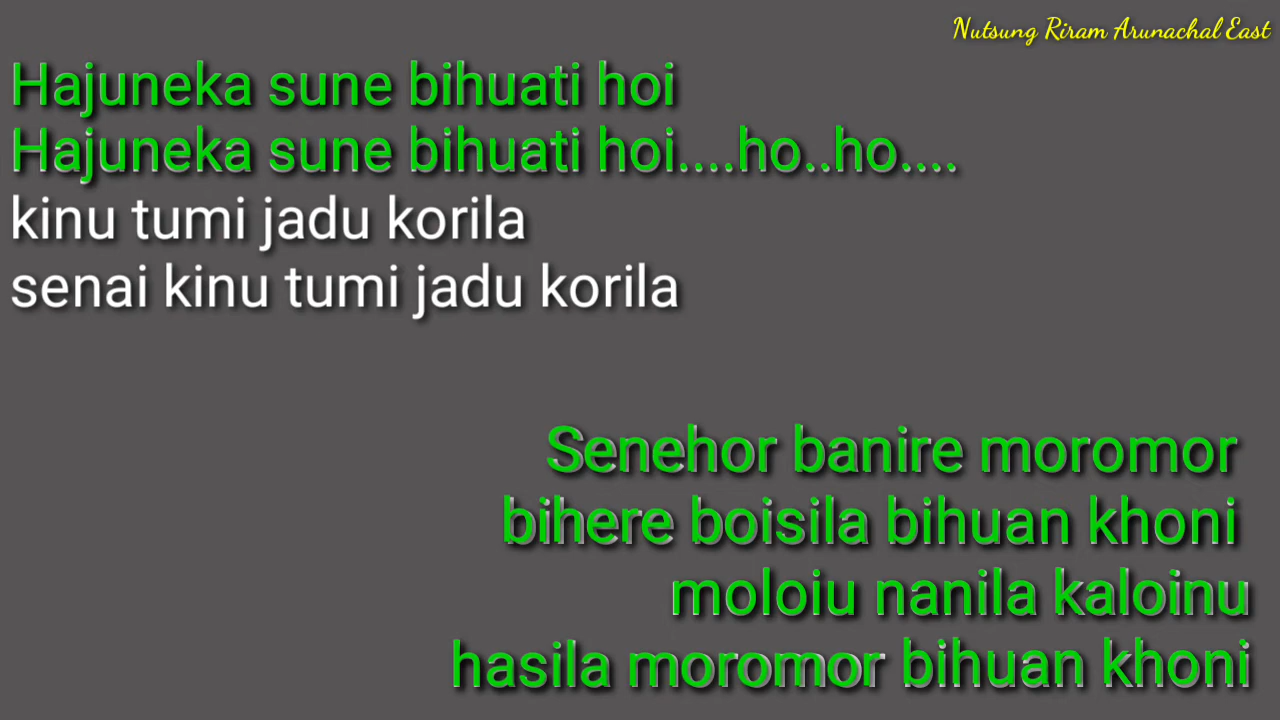 Nutsung Riram Arunachal East
Hajuneka sune bihuati hoi
Hajuneka sune bihuati hoi....ho..ho....
kinu tumi jadu korila
senai kinu tumi jadu korila
Senehor banire moromor
bihere boisila bihuan khoni
moloiu nanila kaloinu
hasila moromor bihuan khoni